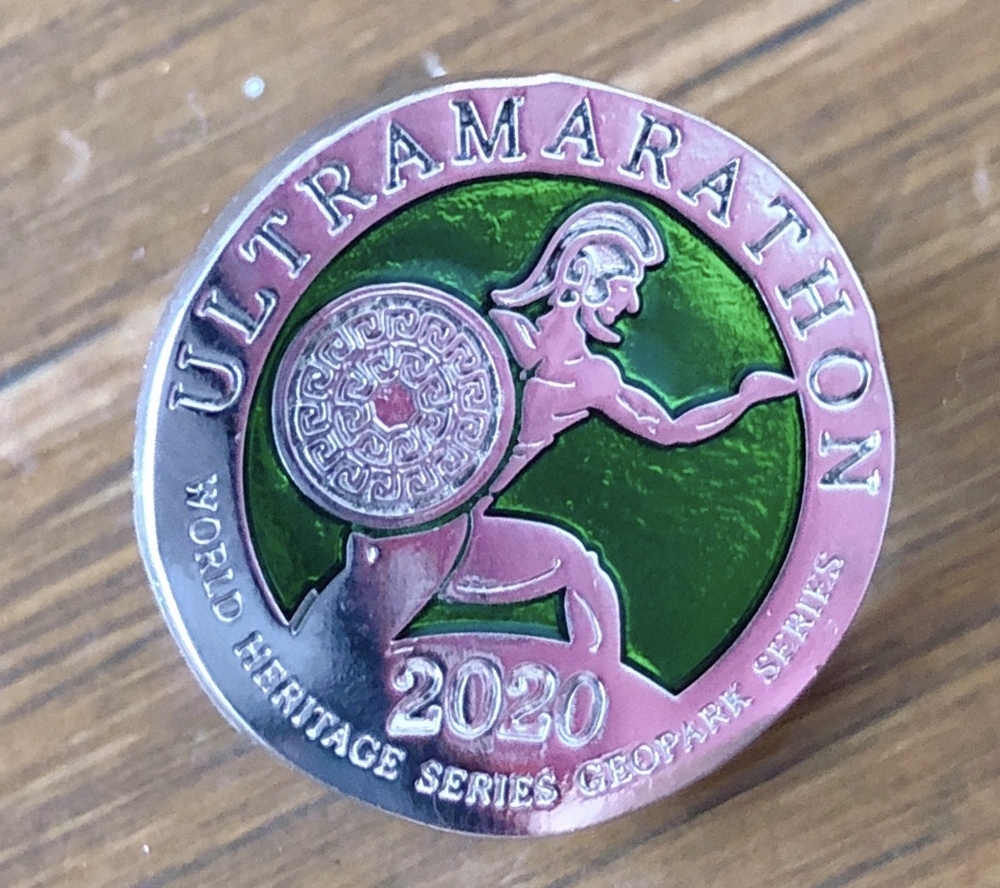 ULTRAMARATHON
2020
WORLD HERITAGE SERIES GEOPARK SERIES